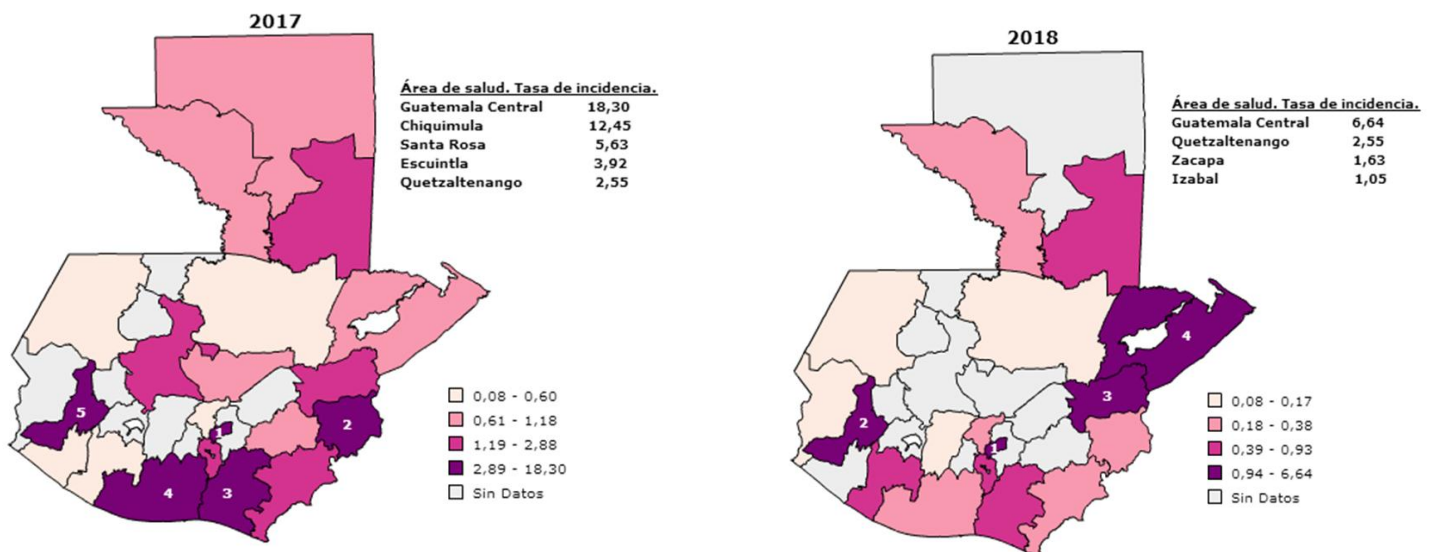 2017
Área de salud. Tasa de incidencia.
Guatemala Central 18,30
Chiquimula 12,45
Santa Rosa 5,63
Escuintla 3,92
Quetzaltenango 2,55
5
1
2
4
3
0,08 - 0,60
0,61 - 1,18
1,19 - 2,88
2,89 - 18,30
Sin Datos
2018
Área de salud. Tasa de incidencia.
Guatemala Central 6,64
Quetzaltenango 2,55
Zacapa 1,63
Izabal 1,05
4
3
2
1
0,08 - 0,17
0,18 - 0,38
0,39 - 0,93
0,94 - 6,64
Sin Datos